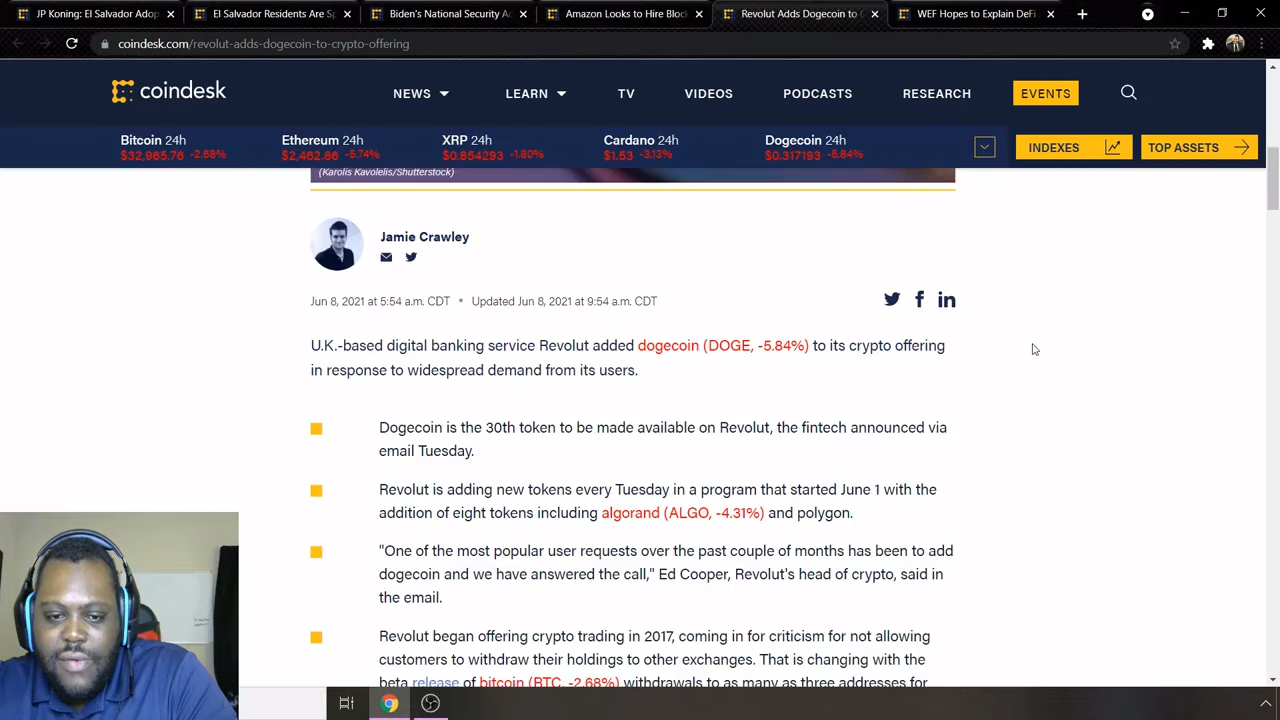 JP Koning: El Salvador Adop
El Salvador Residents Are S
Biden's National Security A
Amazon Looks to Hire Bloc
Revolut Adds Dogecoin to
WEF Hopes to Explain DeFi
coindesk.com/revolut-adds-dogecoin-to-crypto-offering
coindesk
NEWS
LEARN
TV
VIDEOS
PODCASTS
RESEARCH
EVENTS
Bitcoin 24h
$32,965.76 -2.68%
Ethereum 24h
$2,462.86 -5.74%
XRP 24h
$0.854293 -1.80%
Cardano 24h
$1.53 -3.13%
Dogecoin 24h
$0.317193 -5.84%
INDEXES
TOP ASSETS
(Karolis Kavolelis/Shutterstock)
Jamie Crawley
Jun 8, 2021 at 5:54 a.m. CDT
Updated Jun 8, 2021 at 9:54 a.m. CDT
U.K.-based digital banking service Revolut added dogecoin (DOGE, -5.84%) to its crypto offering
in response to widespread demand from its users.
Dogecoin is the 30th token to be made available on Revolut, the fintech announced via
email Tuesday.
Revolut is adding new tokens every Tuesday in a program that started June 1 with the
addition of eight tokens including algorand (ALGO, -4.31%) and polygon.
"One of the most popular user requests over the past couple of months has been to add
dogecoin and we have answered the call," Ed Cooper, Revolut's head of crypto, said in
the email.
Revolut began offering crypto trading in 2017, coming in for criticism for not allowing
customers to withdraw their holdings to other exchanges. That is changing with the
beta release of bitcoin (BTC, -2.68%) withdrawals to as many as three addresses for